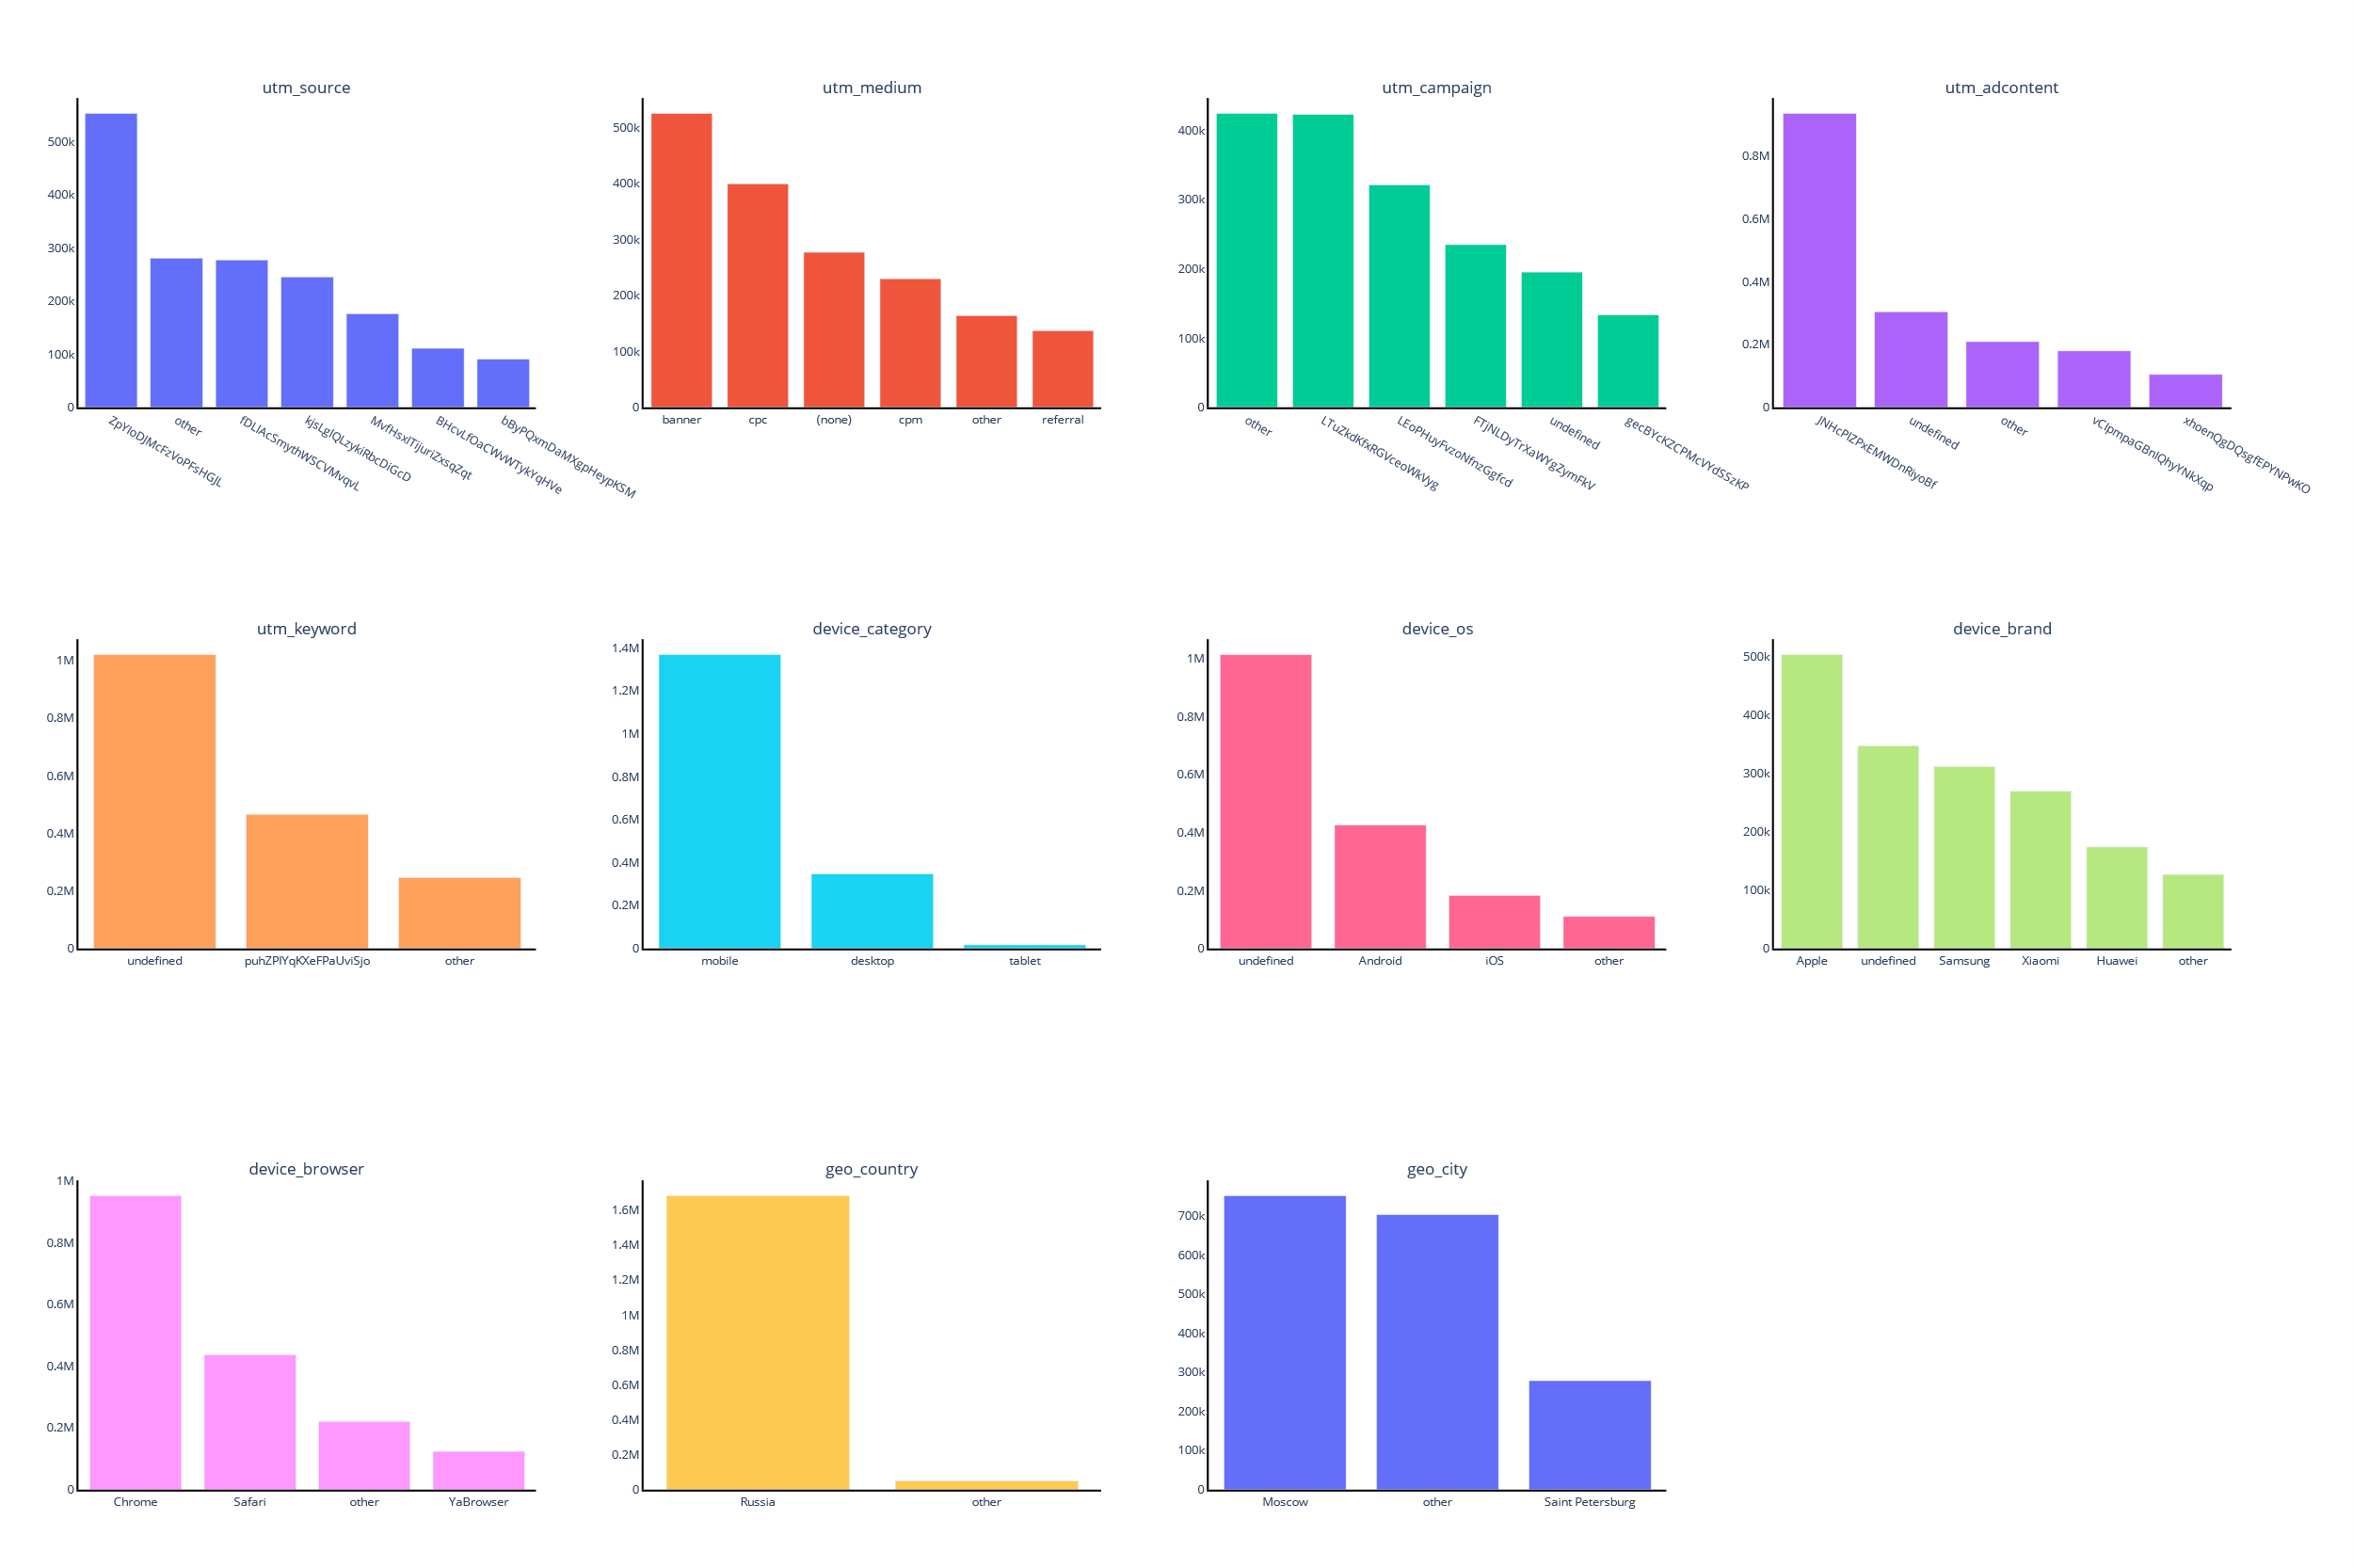 utm_source
500k
400k
300k
200k
100k
0
ZpYIoDJMcFzVoPFsHGJL
other
fDLlAcSmythWSCVMvqvL
kjsLglQLzykiRbcDiGcD
MvfHsxITijuriZxsqZqt
BHcvLfOaCWvWTykYqHVe
bByPQxmDaMXgpHeypKSM
utm_medium
500k
400k
300k
200k
100k
0
banner
cpc
(none)
cpm
other
referral
utm_campaign
400k
300k
200k
100k
0
other
LTuZkdKfxRGVceoWkVyg
LEoPHuyFvzoNfnzGgfcd
FTjNLDyTrXaWYgZymFkV
undefined
gecBYcKZCPMcVYdSSzKP
utm_adcontent
0.8M
0.6M
0.4M
0.2M
0
JNHcPlZPxEMWDnRiyoBf
undefined
other
vCIpmpaGBnIQhyYNkXqp
xhoenQgDQsgfEPYNPwKO
utm_keyword
1M
0.8M
0.6M
0.4M
0.2M
0
undefined
puhZPIYqKXeFPaUviSjo
other
device_category
1.4M
1.2M
1M
0.8M
0.6M
0.4M
0.2M
0
mobile
desktop
tablet
device_os
1M
0.8M
0.6M
0.4M
0.2M
0
undefined
Android
iOS
other
device_brand
500k
400k
300k
200k
100k
0
Apple
undefined
Samsung
Xiaomi
Huawei
other
device_browser
1M
0.8M
0.6M
0.4M
0.2M
0
Chrome
Safari
other
YaBrowser
geo_country
1.6M
1.4M
1.2M
1M
0.8M
0.6M
0.4M
0.2M
0
Russia
other
geo_city
700k
600k
500k
400k
300k
200k
100k
0
Moscow
other
Saint Petersburg